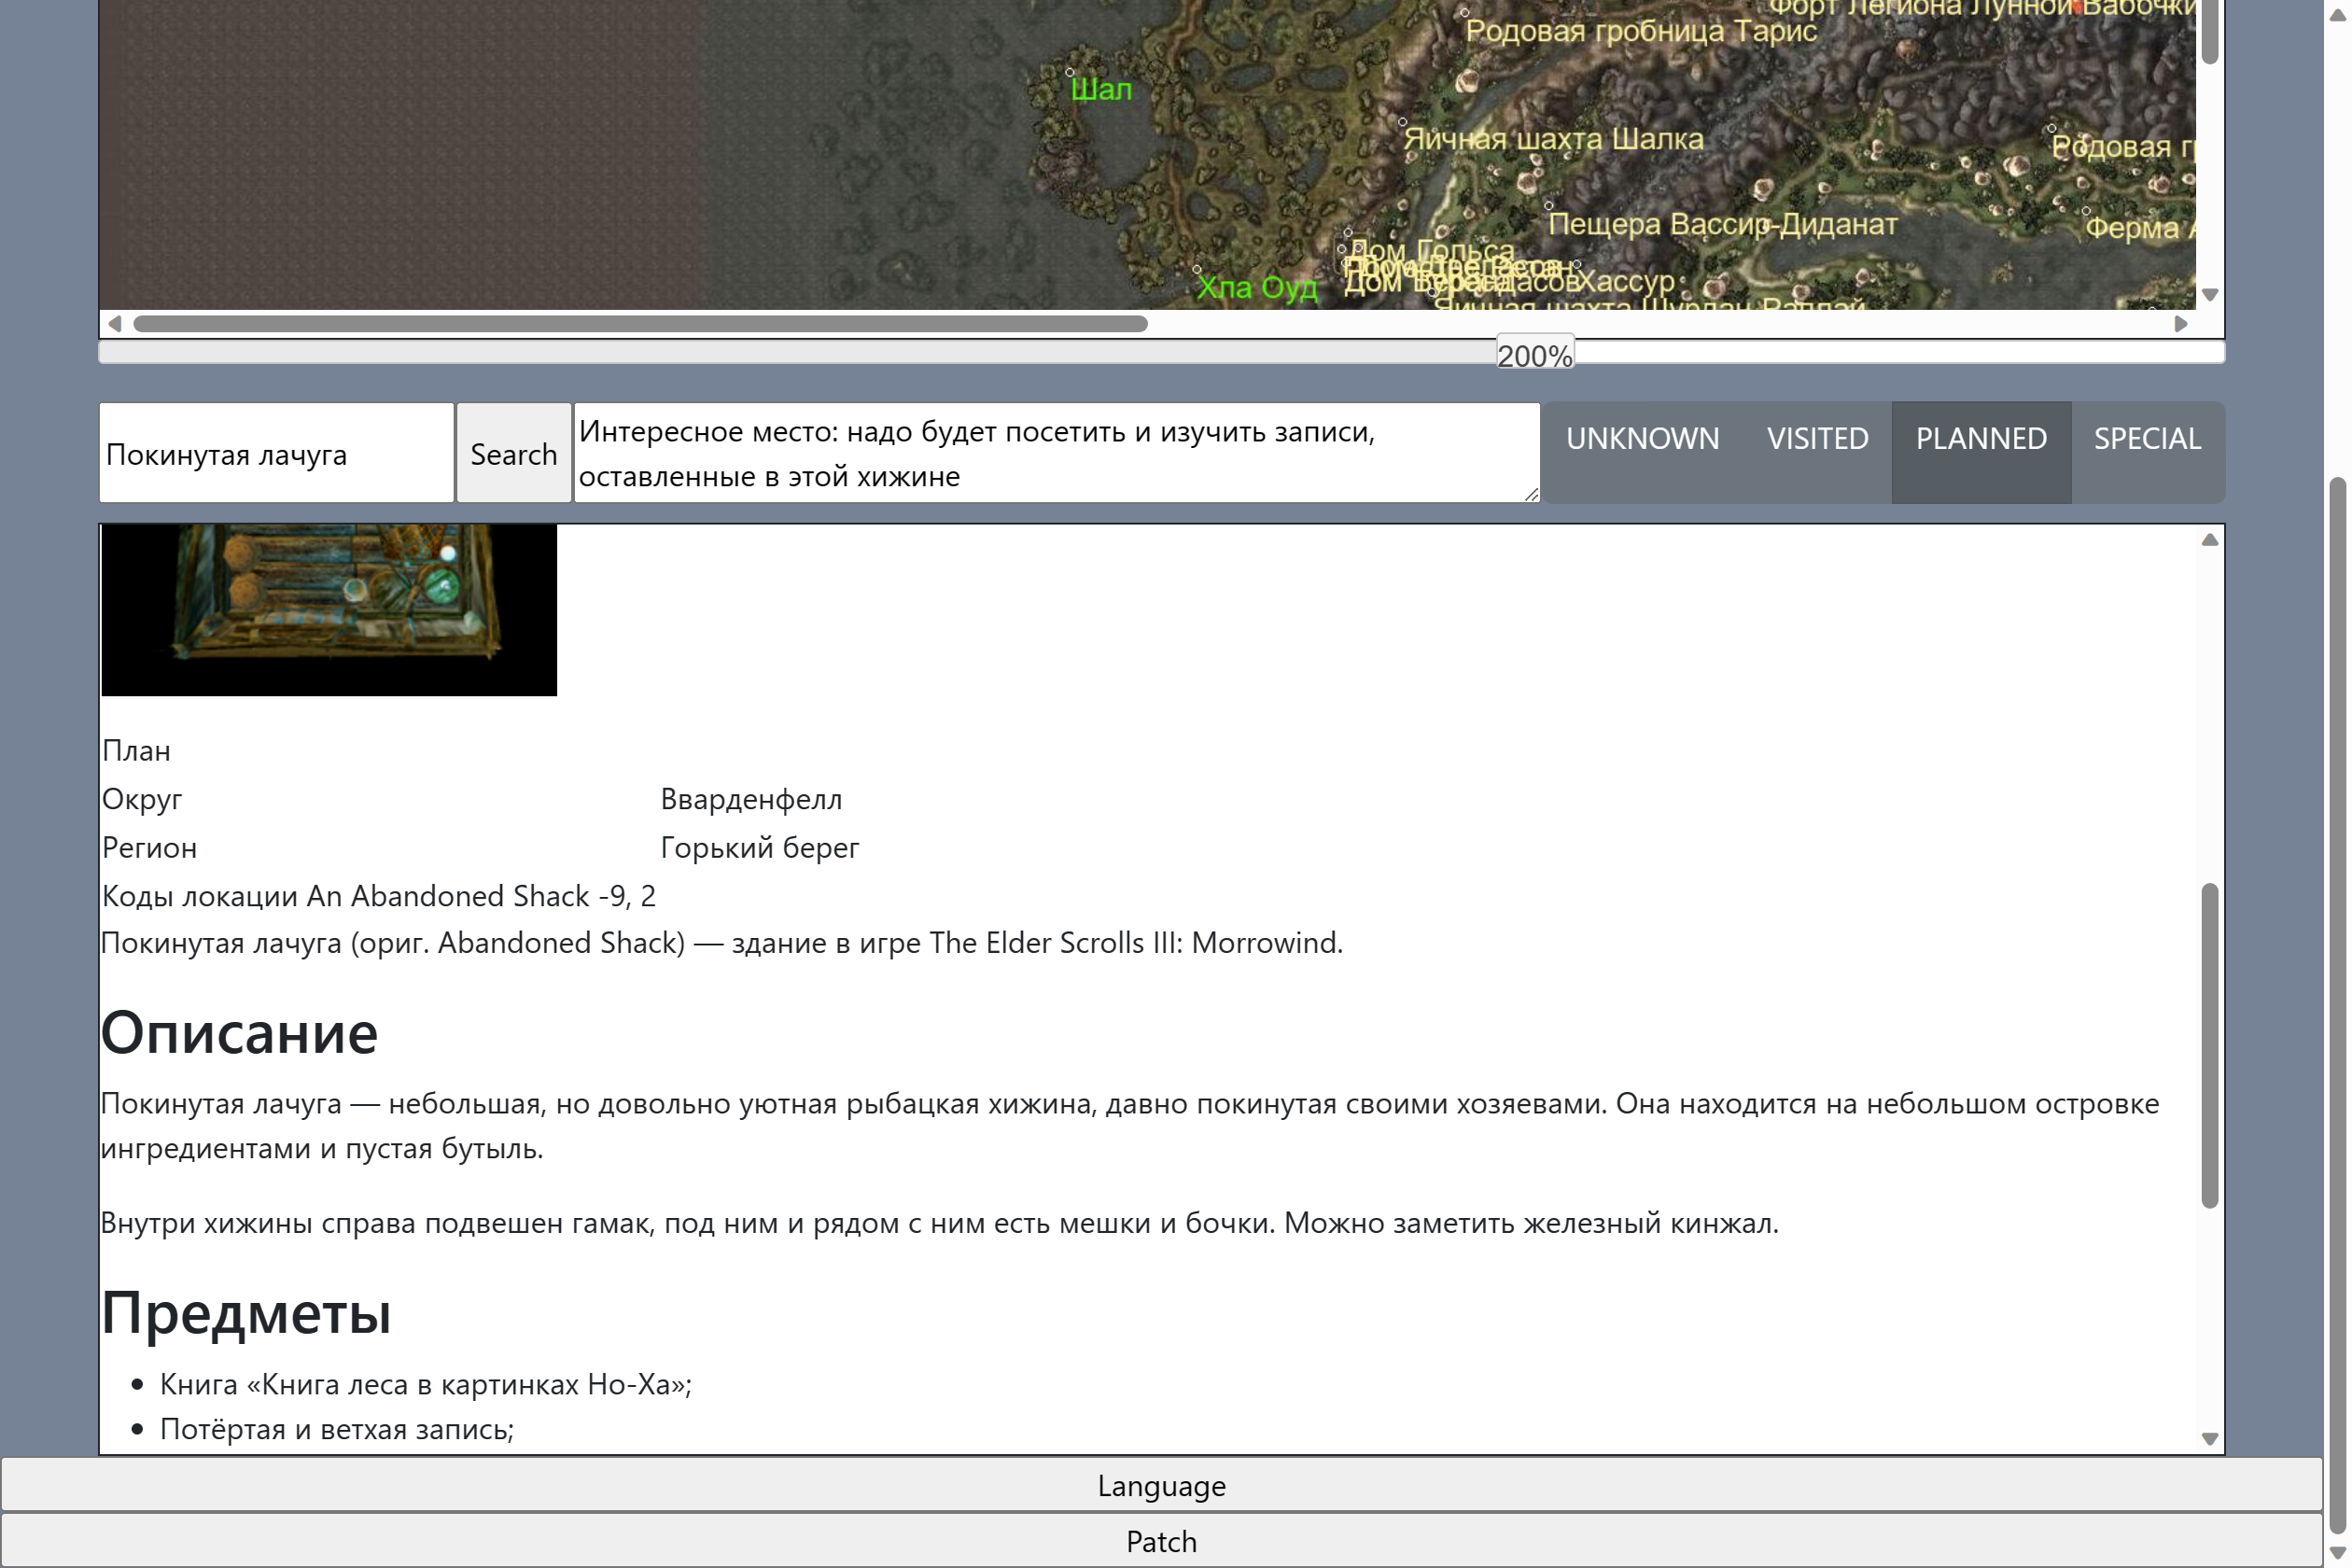 Форт Легиона Лунной Бабочки
Родовая гробница Тарис
Шал
Яичная шахта Шалка
Родовая гр
Пещера Вассир-Диданат
Ферма
Дом Гольса
Хассур
Хла Оуд
Яичная шахта Шурдан-Раплай
200%
Покинутая лачуга
Search
Интересное место: надо будет посетить и изучить записи,
оставленные в этой хижине
UNKNOWN VISITED PLANNED SPECIAL
План
Округ Вварденфелл
Регион Горький берег
Коды локации An Abandoned Shack -9, 2
Покинутая лачуга (ориг. Abandoned Shack) — здание в игре The Elder Scrolls III: Morrowind.
Описание
Покинутая лачуга — небольшая, но довольно уютная рыбацкая хижина, давно покинутая своими хозяевами. Она находится на небольшом островке
ингредиентами и пустая бутыль.
Внутри хижины справа подвешен гамак, под ним и рядом с ним есть мешки и бочки. Можно заметить железный кинжал.
Предметы
Книга «Книга леса в картинках Но-Ха»;
Потёртая и ветхая запись;
Language
Patch